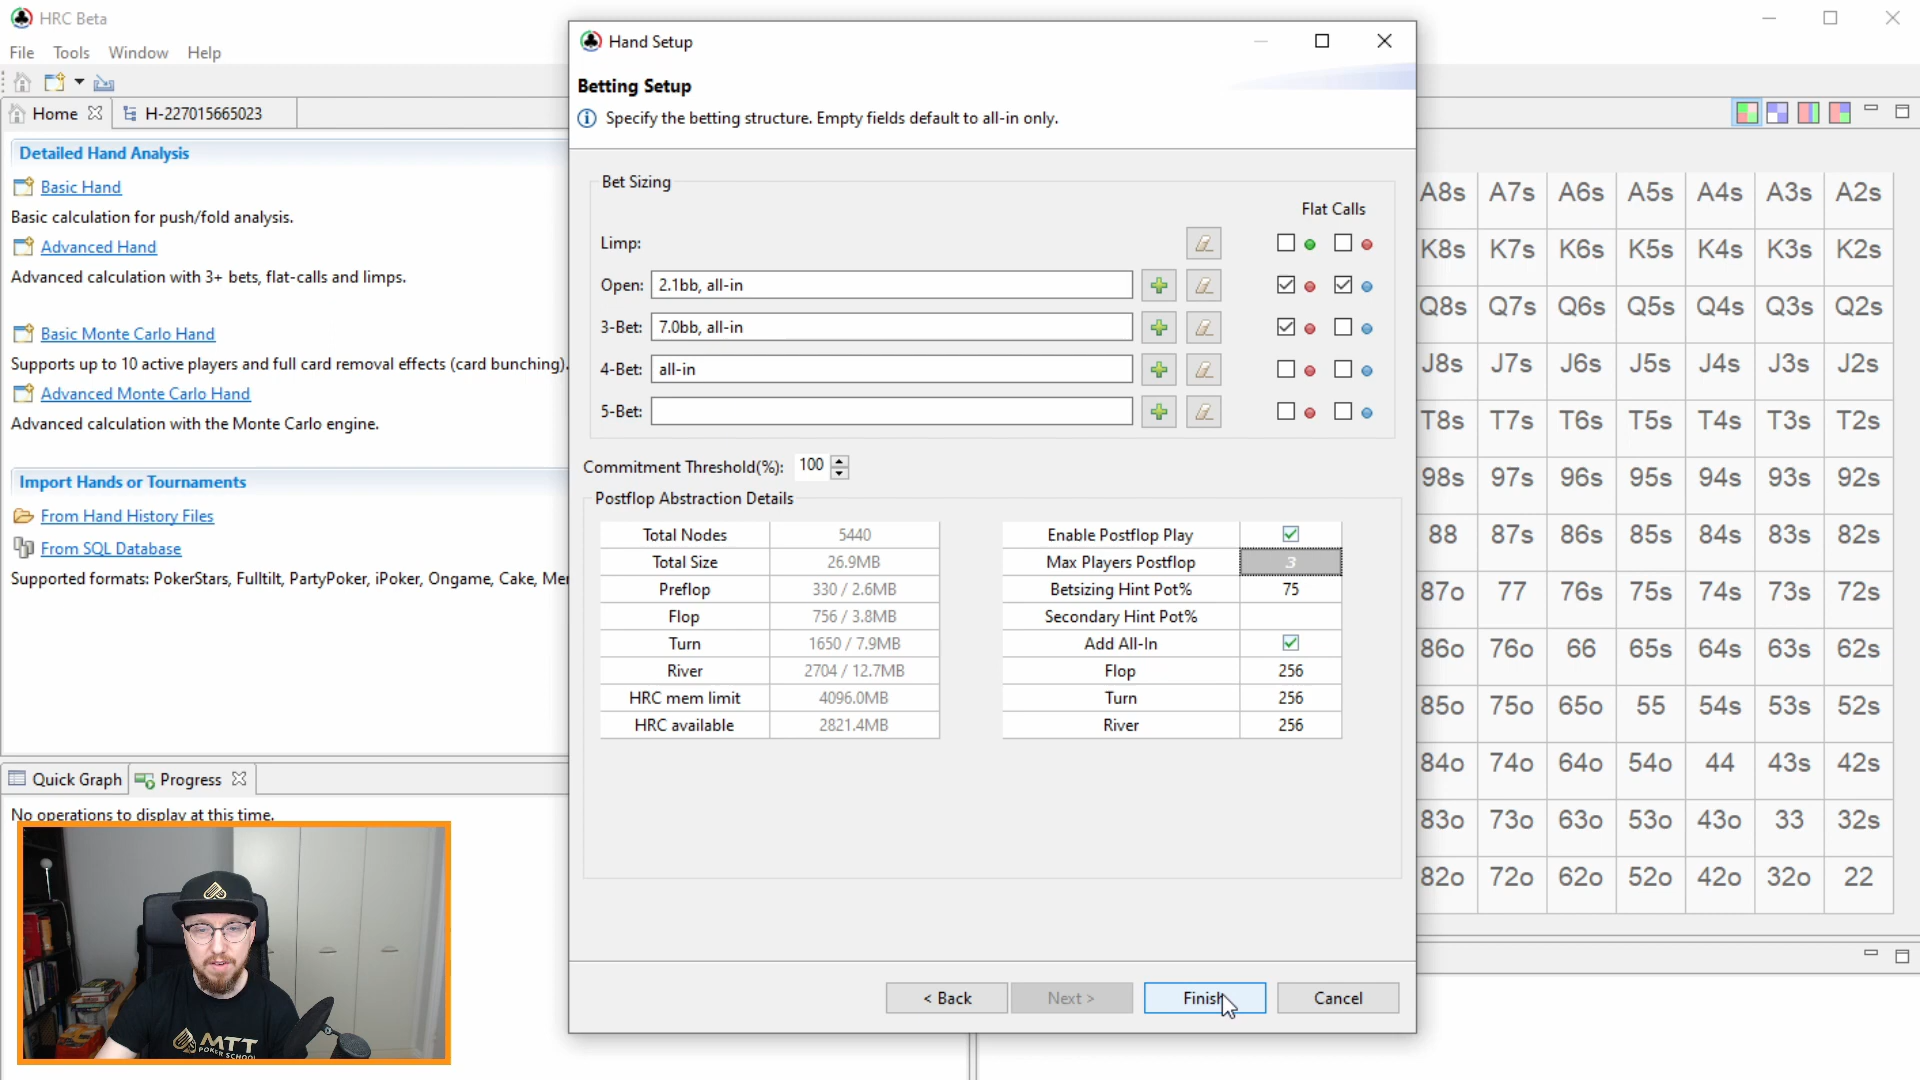 HRC Beta
File Tools Window Help
Home H-227015665023
Detailed Hand Analysis
Basic Hand
Basic calculation for push/fold analysis.
Advanced Hand
Advanced calculation with 3+ bets, flat-calls and limps.
Basic Monte Carlo Hand
Supports up to 10 active players and full card removal effects (card bunching).
Advanced Monte Carlo Hand
Advanced calculation with the Monte Carlo engine.
Import Hands or Tournaments
From Hand History Files
From SQL Database
Supported formats: PokerStars, Fulltilt, PartyPoker, iPoker, Ongame, Cake, Mer
Quick Graph Progress
No operations to display at this time.
MTT
POKER SCHOOL
Hand Setup
Betting Setup
Specify the betting structure. Empty fields default to all-in only.
Bet Sizing
Flat Calls
Limp:
Open: 2.1bb, all-in
3-Bet: 7.0bb, all-in
4-Bet: all-in
5-Bet:
Commitment Threshold(%): 100
Postflop Abstraction Details
Total Nodes 5440
Total Size 26.9MB
Preflop 330 / 2.6MB
Flop 756 / 3.8MB
Turn 1650 / 7.9MB
River 2704 / 12.7MB
HRC mem limit 4096.0MB
HRC available 2821.4MB
Enable Postflop Play
Max Players Postflop 3
Betsizing Hint Pot% 75
Secondary Hint Pot%
Add All-In
Flop 256
Turn 256
River 256
< Back Next > Finish Cancel
A8s A7s A6s A5s A4s A3s A2s
K8s K7s K6s K5s K4s K3s K2s
Q8s Q7s Q6s Q5s Q4s Q3s Q2s
J8s J7s J6s J5s J4s J3s J2s
T8s T7s T6s T5s T4s T3s T2s
98s 97s 96s 95s 94s 93s 92s
88 87s 86s 85s 84s 83s 82s
87o 77 76s 75s 74s 73s 72s
86o 76o 66 65s 64s 63s 62s
85o 75o 65o 55 54s 53s 52s
84o 74o 64o 54o 44 43s 42s
83o 73o 63o 53o 43o 33 32s
82o 72o 62o 52o 42o 32o 22